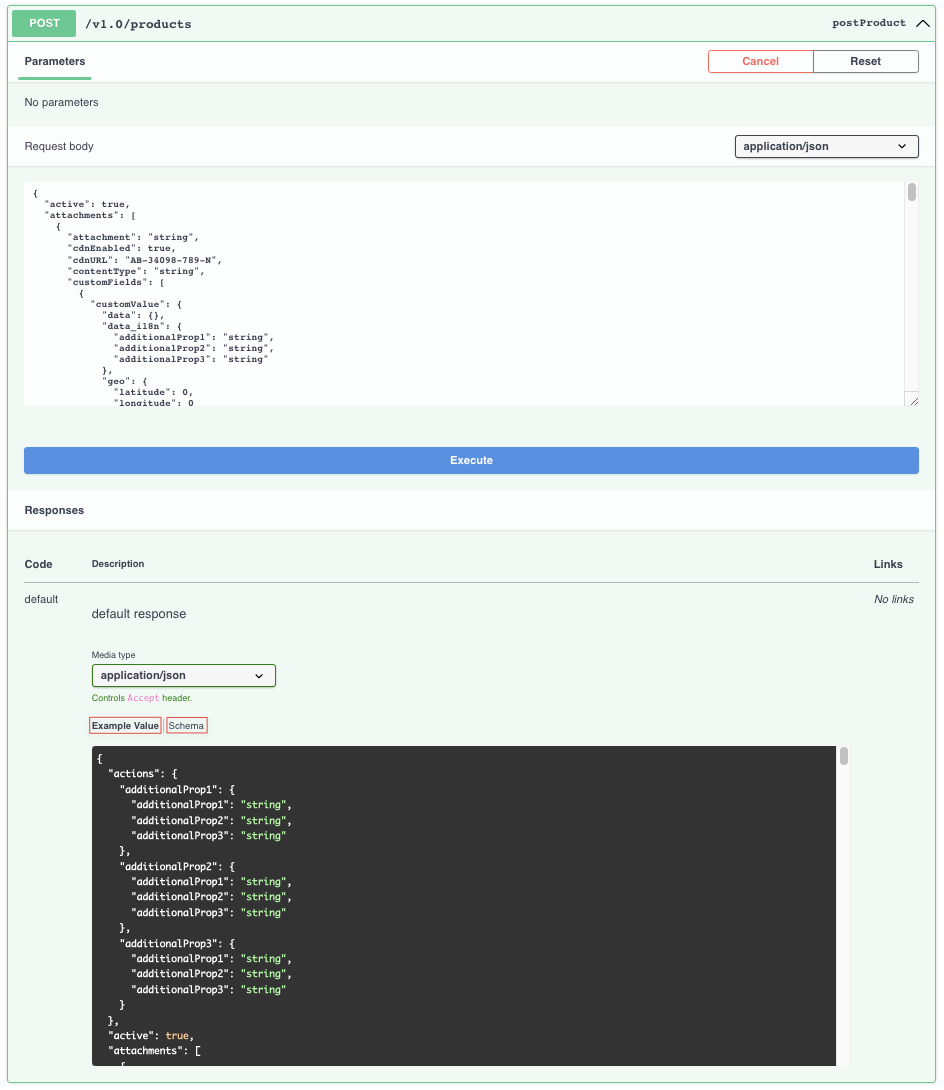 POST /v1.0/products postProduct
Parameters Cancel Reset
No parameters
Request body application/json
{
  "active": true,
  "attachments": [
    {
      "attachment": "string",
      "cdnEnabled": true,
      "cdnURL": "AB-34098-789-N",
      "contentType": "string",
      "customFields": [
        {
          "customValue": {
            "data": {},
            "data_i18n": {
              "additionalProp1": "string",
              "additionalProp2": "string",
              "additionalProp3": "string"
            },
            "geo": {
              "latitude": 0,
              "longitude": 0
Execute
Responses
Code Description Links
default default response No links
Media type
application/json
Controls Accept header.
Example Value Schema
{
  "actions": {
    "additionalProp1": {
      "additionalProp1": "string",
      "additionalProp2": "string",
      "additionalProp3": "string"
    },
    "additionalProp2": {
      "additionalProp1": "string",
      "additionalProp2": "string",
      "additionalProp3": "string"
    },
    "additionalProp3": {
      "additionalProp1": "string",
      "additionalProp2": "string",
      "additionalProp3": "string"
    }
  },
  "active": true,
  "attachments": [
    {